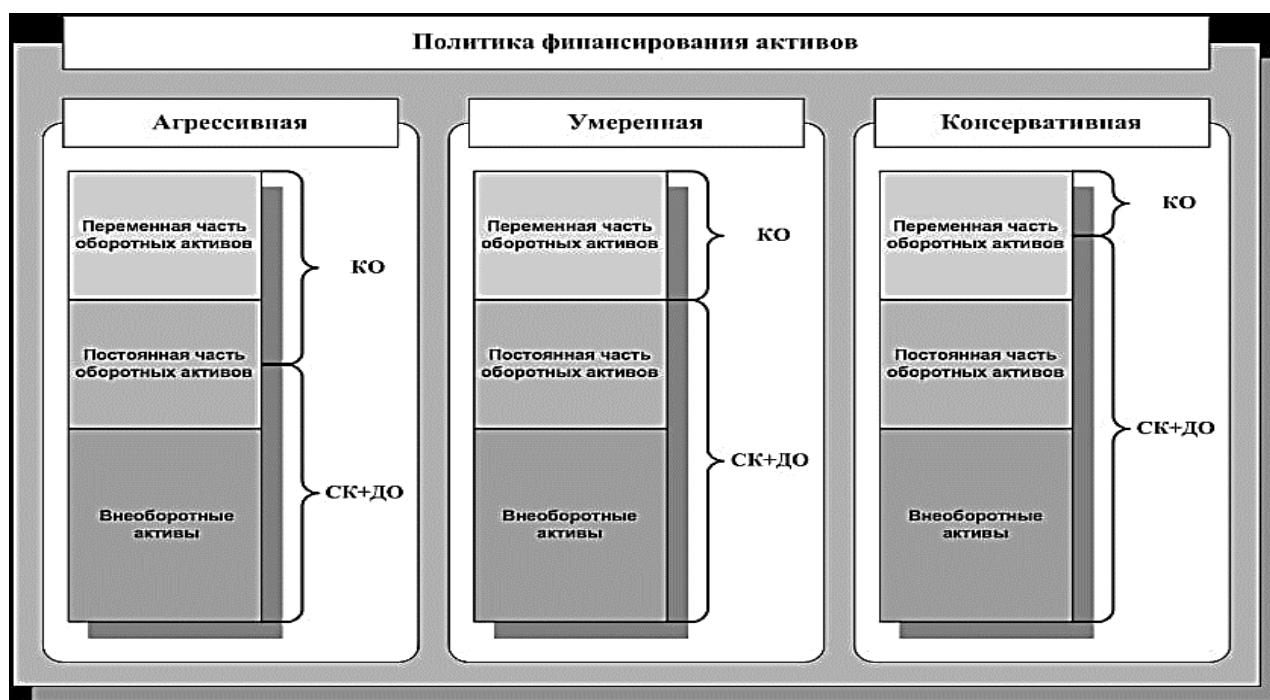 Политика финансирования активов
Агрессивная
Переменная часть
оборотных активов
КО
Постоянная часть
оборотных активов
СК+ДО
Внеоборотные
активы
Умеренная
Переменная часть
оборотных активов
КО
Постоянная часть
оборотных активов
СК+ДО
Внеоборотные
активы
Консервативная
Переменная часть
оборотных активов
КО
Постоянная часть
оборотных активов
СК+ДО
Внеоборотные
активы